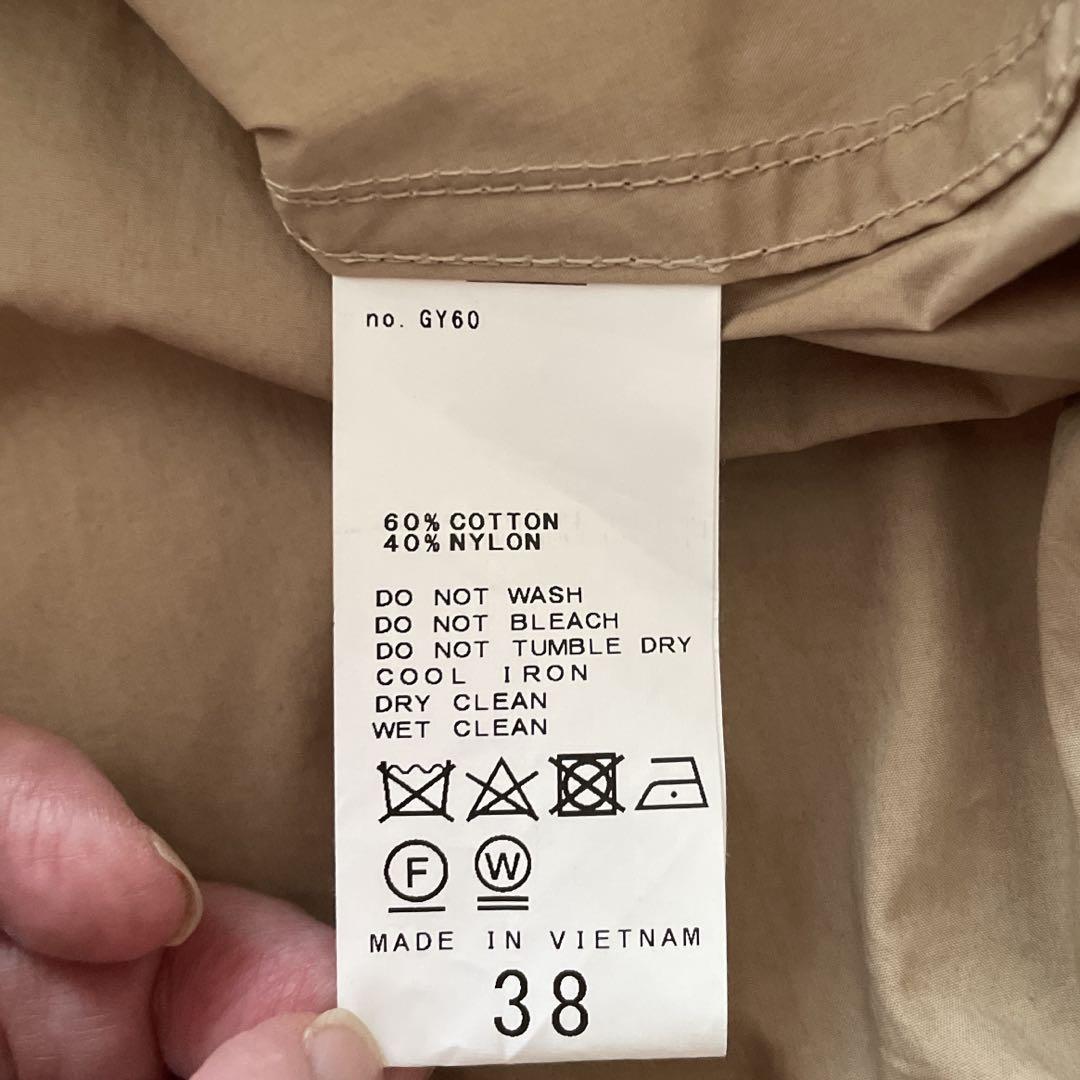 no. GY60
60% COTTON
40% NYLON
DO NOT WASH
DO NOT BLEACH
DO NOT TUMBLE DRY
COOL IRON
DRY CLEAN
WET CLEAN
F W
MADE IN VIETNAM
38